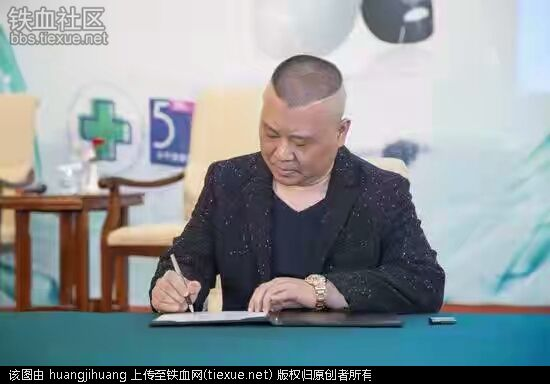 铁血社区
bbs.tiexue.net
5
该图由 huangjihuang 上传至铁血网(tiexue.net) 版权归原创者所有